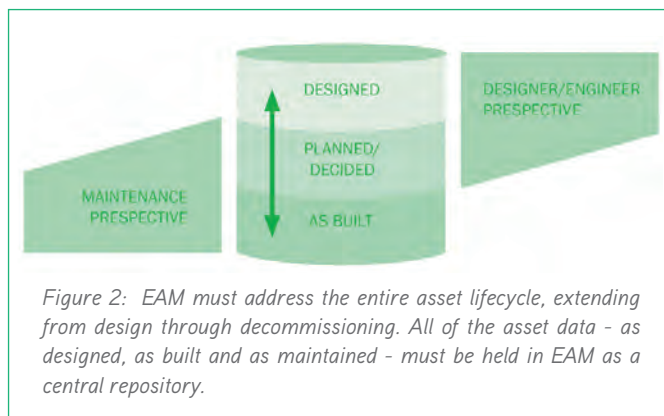 DESIGNED
PLANNED/
DECIDED
AS BUILT
MAINTENANCE
PRESPECTIVE
DESIGNER/ENGINEER
PRESPECTIVE
Figure 2: EAM must address the entire asset lifecycle, extending
from design through decommissioning. All of the asset data - as
designed, as built and as maintained - must be held in EAM as a
central repository.